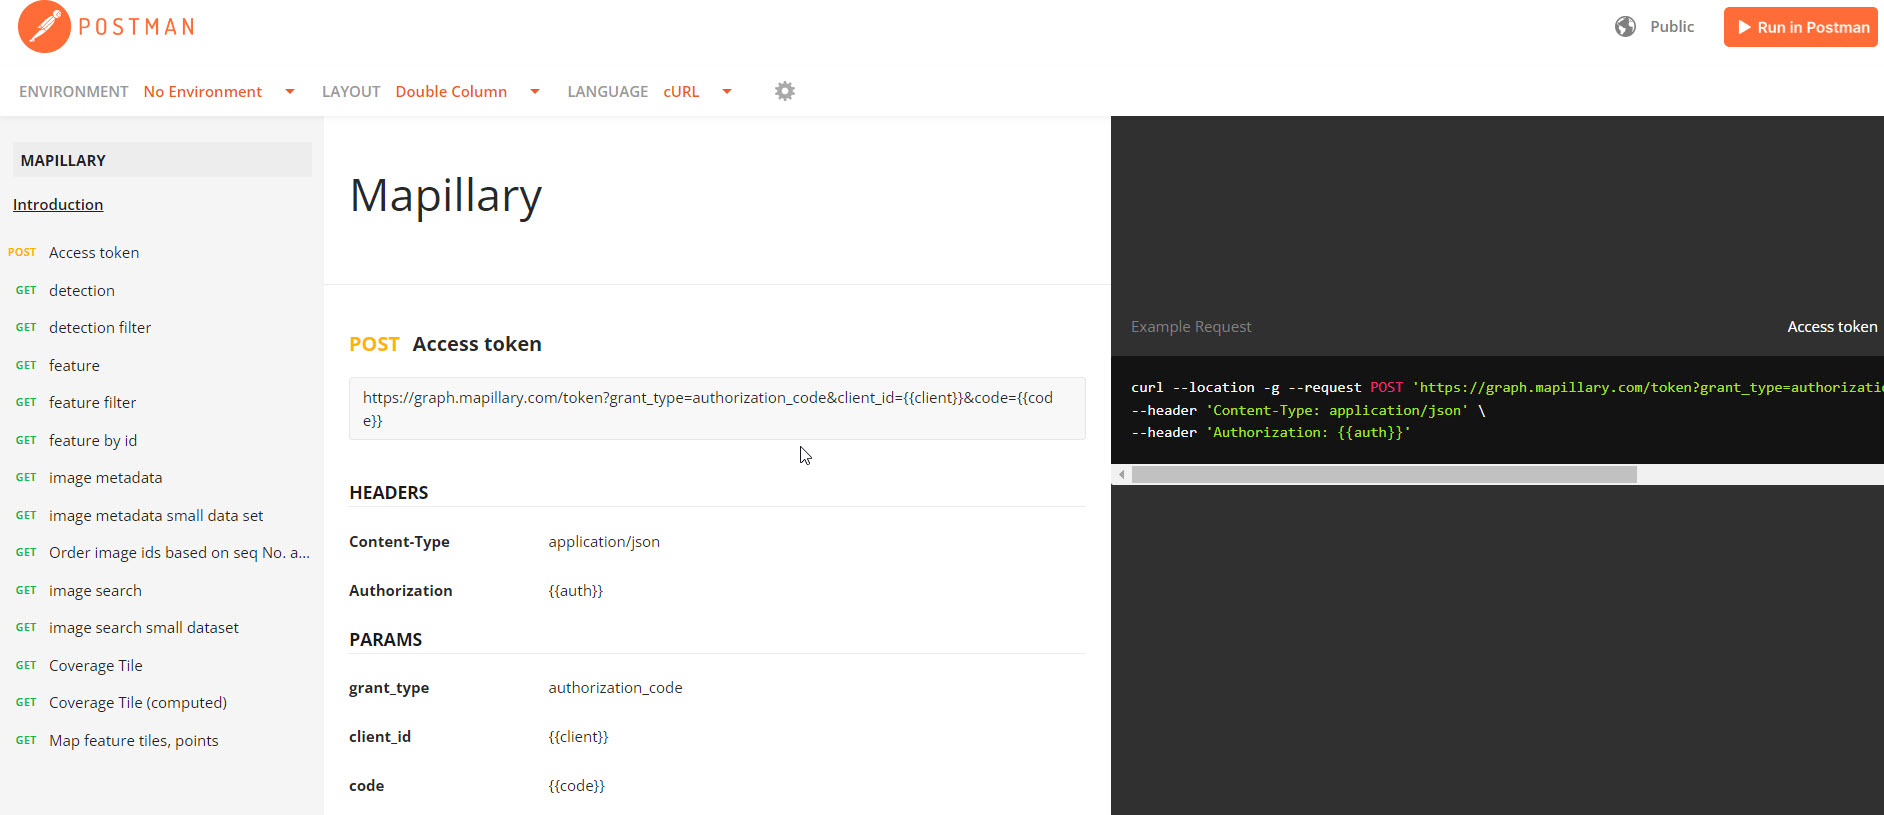 POSTMAN
Public
Run in Postman
ENVIRONMENT No Environment LAYOUT Double Column LANGUAGE cURL
MAPILLARY
Introduction
POST Access token
GET detection
GET detection filter
GET feature
GET feature filter
GET feature by id
GET image metadata
GET image metadata small data set
GET Order image ids based on seq No. a...
GET image search
GET image search small dataset
GET Coverage Tile
GET Coverage Tile (computed)
GET Map feature tiles, points
Mapillary
POST Access token
https://graph.mapillary.com/token?grant_type=authorization_code&client_id={{client}}&code={{cod
e}}
HEADERS
Content-Type application/json
Authorization {{auth}}
PARAMS
grant_type authorization_code
client_id {{client}}
code {{code}}
Example Request Access token
curl --location -g --request POST 'https://graph.mapillary.com/token?grant_type=authorizatio
--header 'Content-Type: application/json' \
--header 'Authorization: {{auth}}'